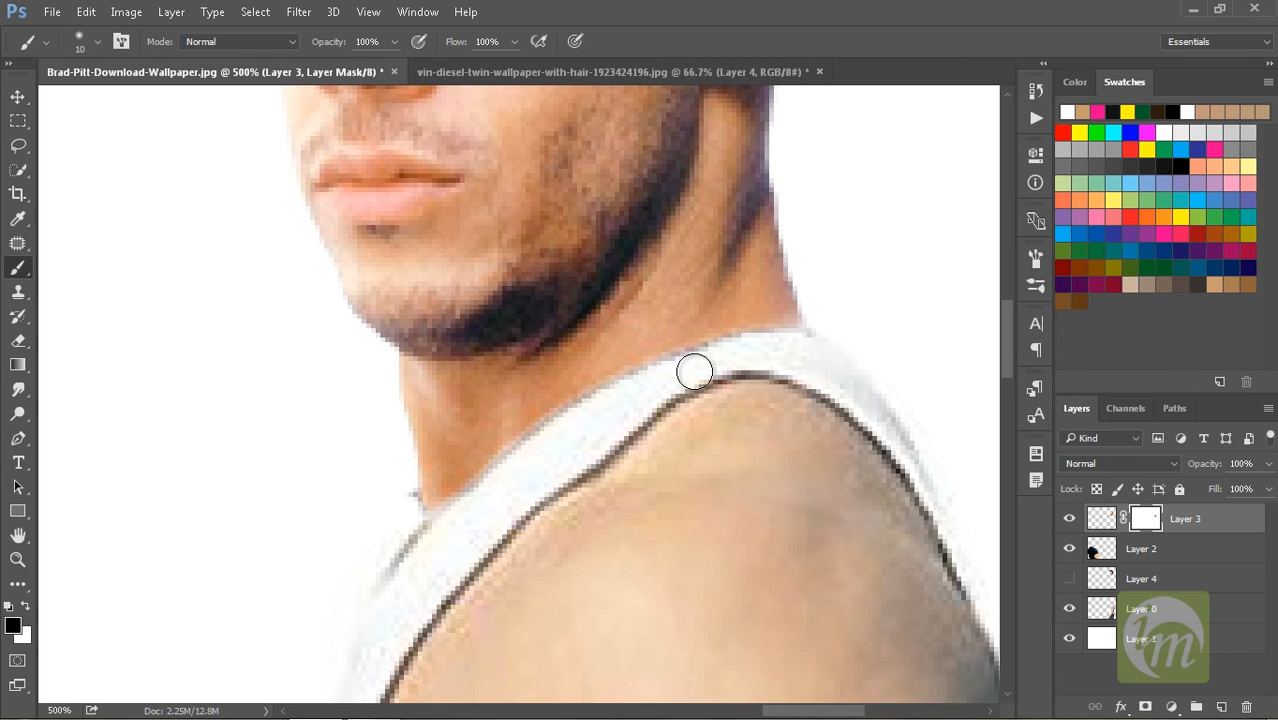 Ps File Edit Image Layer Type Select Filter 3D View Window Help
10 Mode: Normal Opacity: 100% Flow: 100% Essentials
Brad-Pitt-Download-Wallpaper.jpg @ 500% (Layer 3, Layer Mask/8) * × vin-diesel-twin-wallpaper-with-hair-1923424196.jpg @ 66.7% (Layer 4, RGB/8#) * ×
Color Swatches
Layers Channels Paths
Kind
Normal Opacity: 100%
Lock: Fill: 100%
Layer 3
Layer 2
Layer 4
Layer 0
Layer 1
500% Doc: 2.25M/12.8M